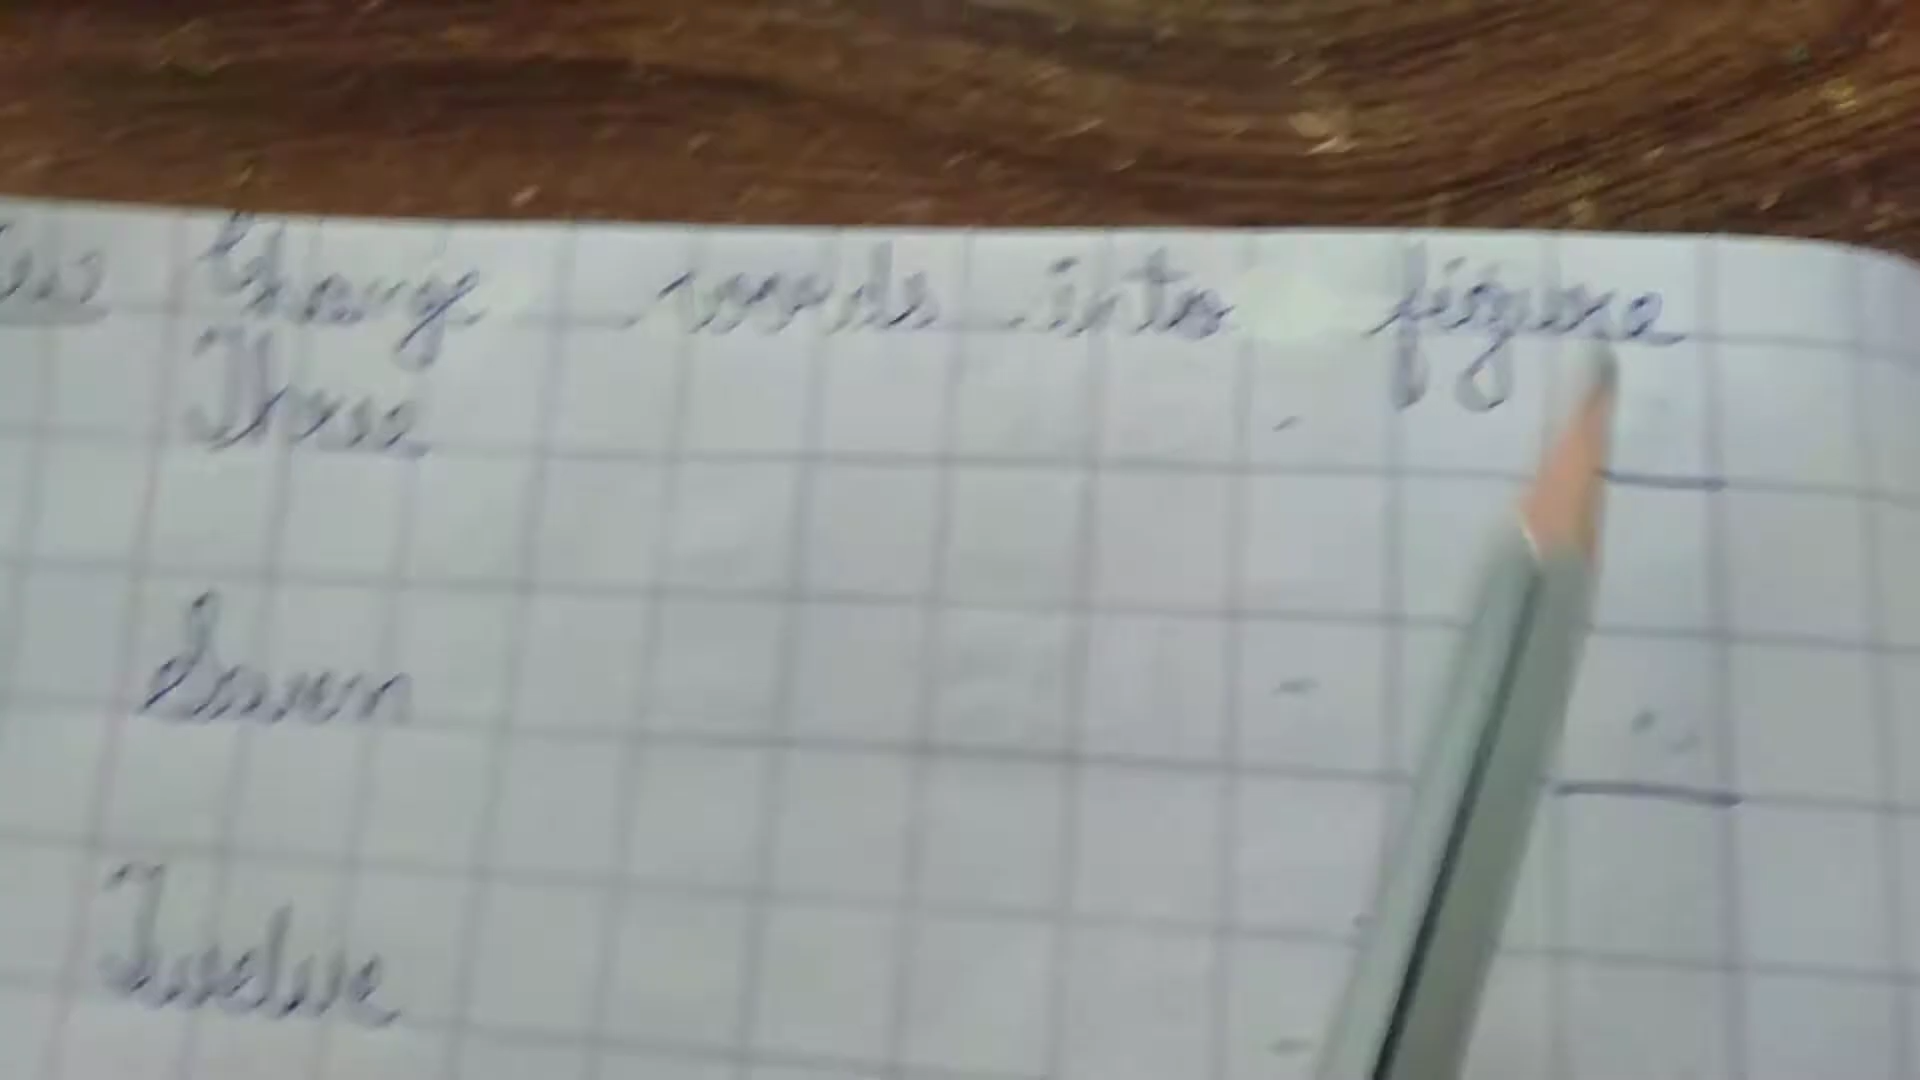 Change words into figure
Three -
Seven -
Twelve -